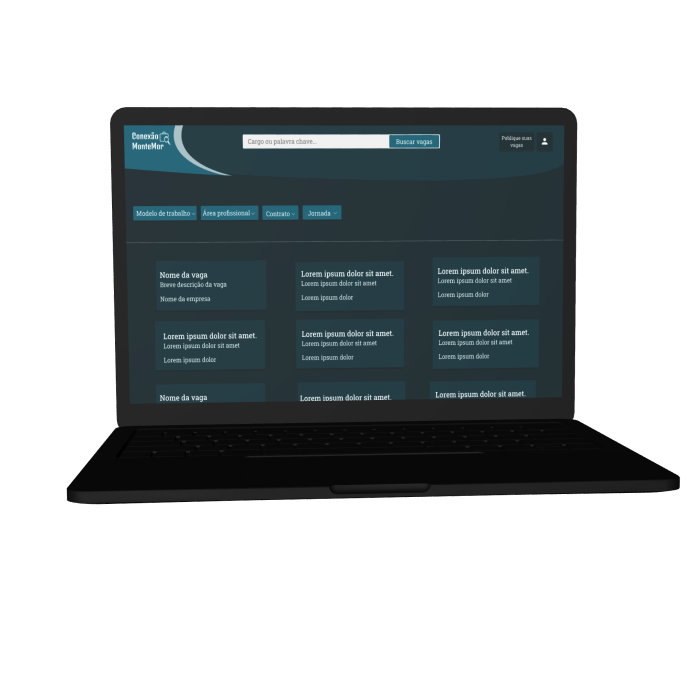 Conexão
MonteMor
Cargo ou palavra chave...
Buscar vagas
Publique suas
vagas
Modelo de trabalho
Área profissional
Contrato
Jornada
Nome da vaga
Breve descrição da vaga
Nome da empresa
Lorem ipsum dolor sit amet.
Lorem ipsum dolor sit amet
Lorem ipsum dolor
Lorem ipsum dolor sit amet.
Lorem ipsum dolor sit amet
Lorem ipsum dolor
Lorem ipsum dolor sit amet.
Lorem ipsum dolor sit amet
Lorem ipsum dolor
Lorem ipsum dolor sit amet.
Lorem ipsum dolor sit amet
Lorem ipsum dolor
Lorem ipsum dolor sit amet.
Lorem ipsum dolor sit amet
Lorem ipsum dolor
Nome da vaga
Lorem ipsum dolor sit amet.
Lorem ipsum dolor sit amet.